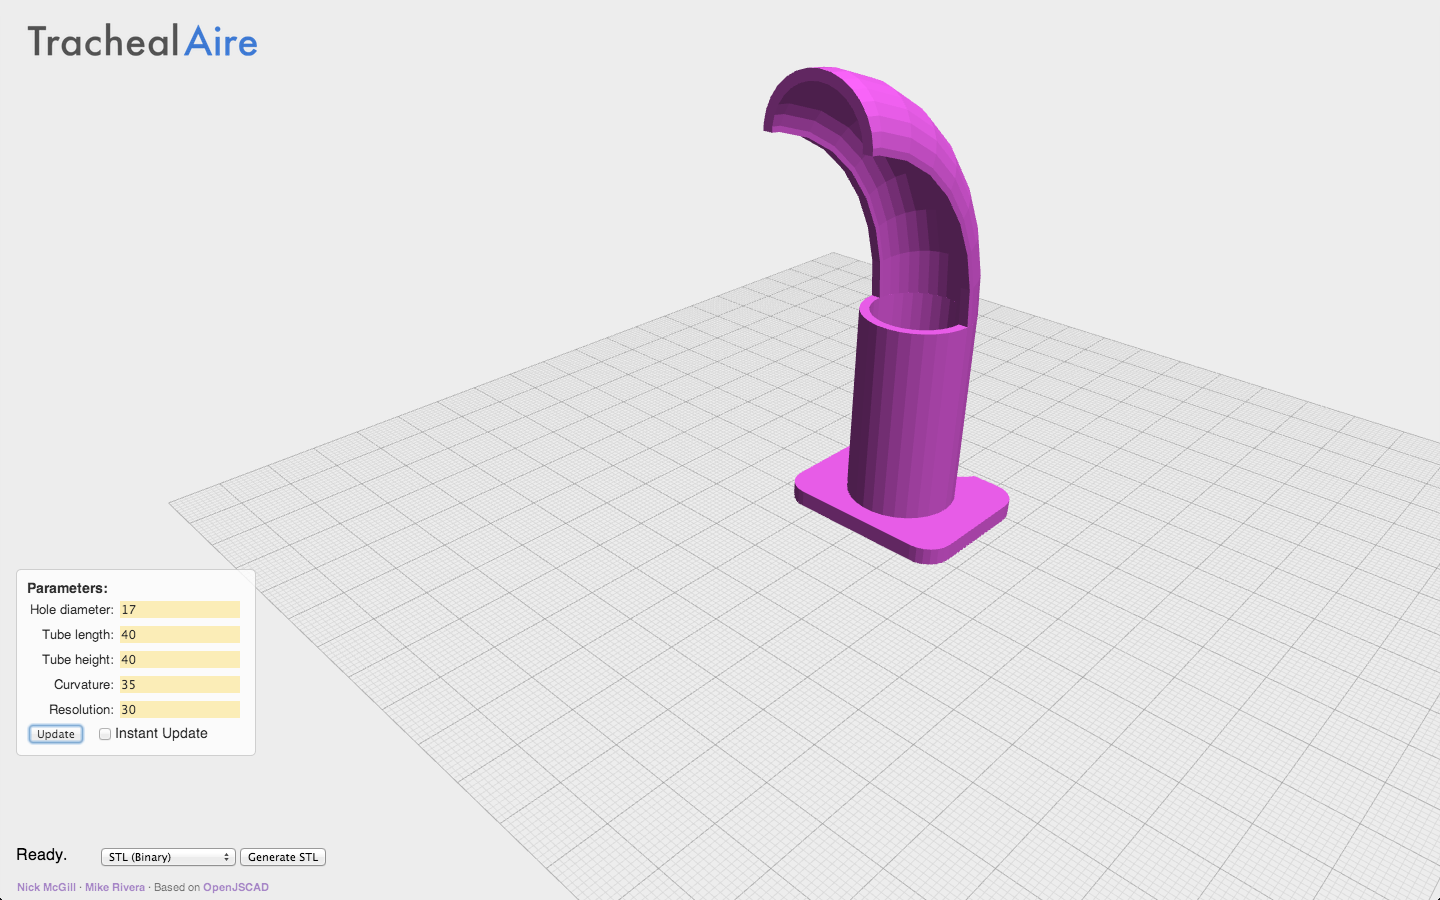 TrachealAire
Parameters:
Hole diameter: 17
Tube length: 40
Tube height: 40
Curvature: 35
Resolution: 30
Update Instant Update
Ready. STL (Binary) Generate STL
Nick McGill · Mike Rivera · Based on OpenJSCAD